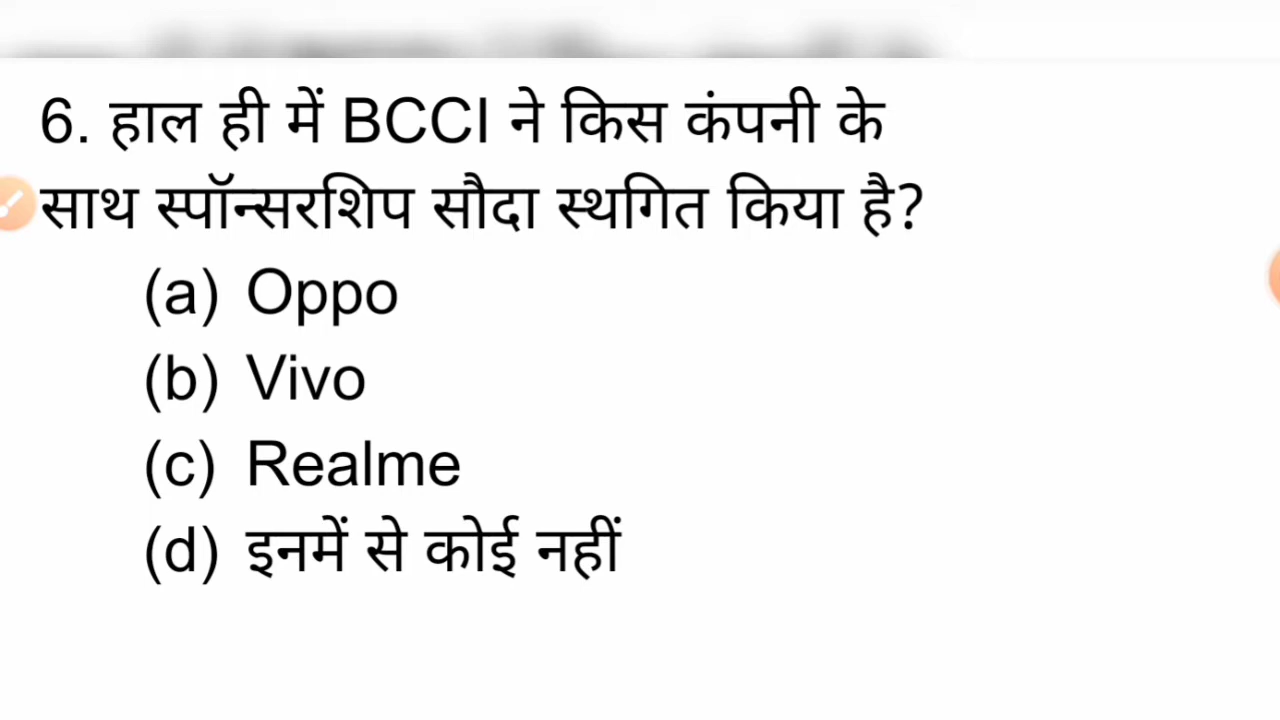 6. हाल ही में BCCI ने किस कंपनी के
साथ स्पॉन्सरशिप सौदा स्थगित किया है?
(a) Oppo
(b) Vivo
(c) Realme
(d) इनमें से कोई नहीं